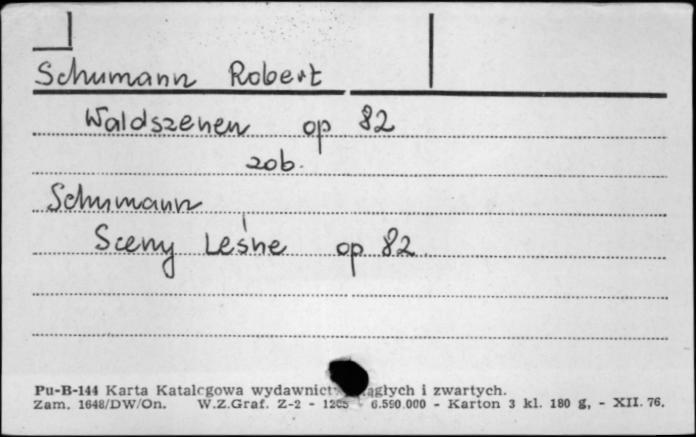 Schumann Robert
Waldszenen op 82
zob.
Schumann
Sceny Leśne op 82.
Pu-B-144 Karta Katalogowa wydawnictw ciągłych i zwartych.
Zam. 1648/DW/On. W.Z.Graf. Z-2 - 6.590.000 - Karton 3 kl. 180 g, - XII. 76.